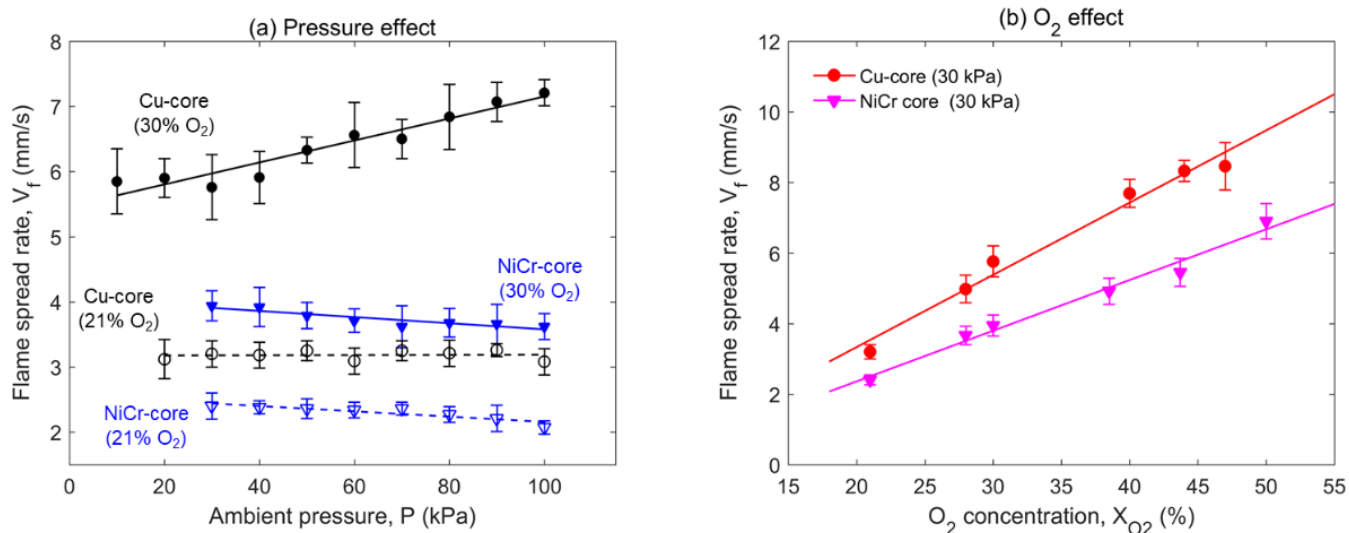 (a) Pressure effect
8
7
6
5
4
3
2
0
20
40
60
80
100
Flame spread rate, V_f (mm/s)
Ambient pressure, P (kPa)
Cu-core
(30% O₂)
NiCr-core
(30% O₂)
Cu-core
(21% O₂)
NiCr-core
(21% O₂)
(b) O₂ effect
12
10
8
6
4
2
0
15
20
25
30
35
40
45
50
55
Flame spread rate, V_f (mm/s)
O₂ concentration, X_O2 (%)
Cu-core (30 kPa)
NiCr core (30 kPa)